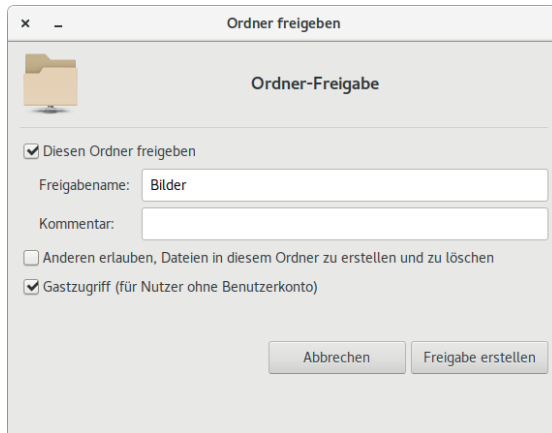 Ordner freigeben
Ordner-Freigabe
Diesen Ordner freigeben
Freigabename: Bilder
Kommentar:
Anderen erlauben, Dateien in diesem Ordner zu erstellen und zu löschen
Gastzugriff (für Nutzer ohne Benutzerkonto)
Abbrechen Freigabe erstellen